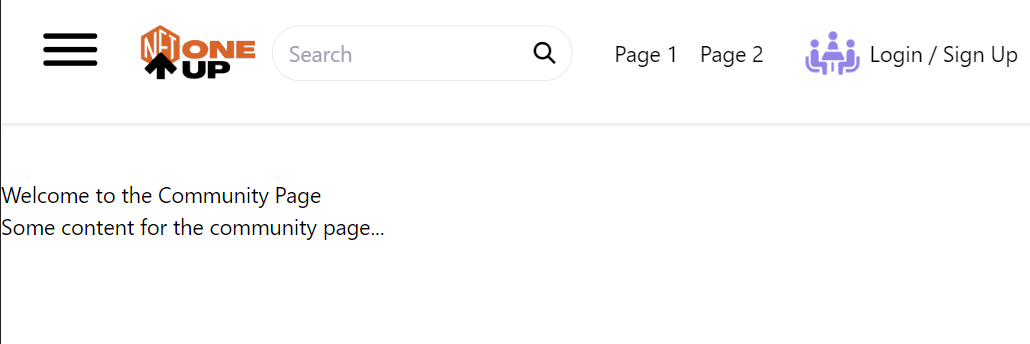 NFT ONE
UP
Search
Page 1 Page 2
Login / Sign Up
Welcome to the Community Page
Some content for the community page...